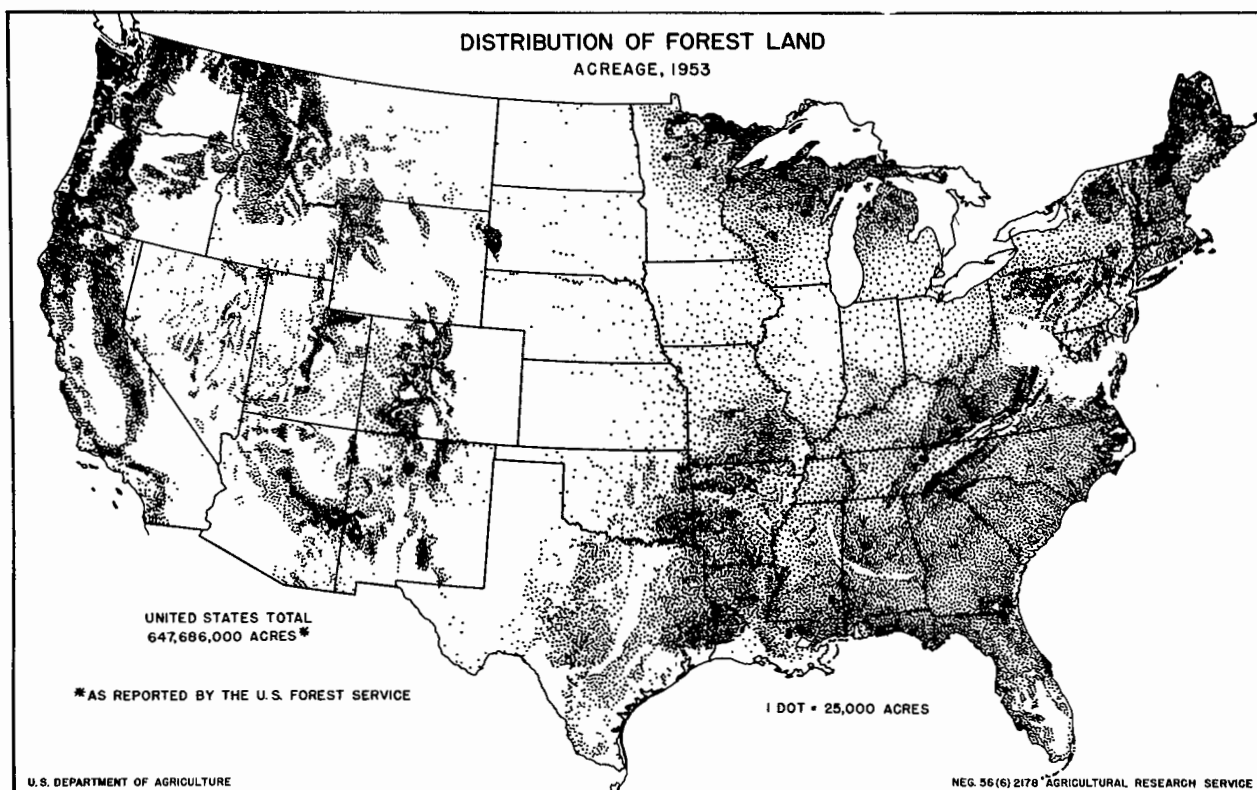 DISTRIBUTION OF FOREST LAND
ACREAGE, 1953
UNITED STATES TOTAL
647,686,000 ACRES*
*AS REPORTED BY THE U.S. FOREST SERVICE
1 DOT = 25,000 ACRES
U.S. DEPARTMENT OF AGRICULTURE
NEG. 56(6) 2178 AGRICULTURAL RESEARCH SERVICE